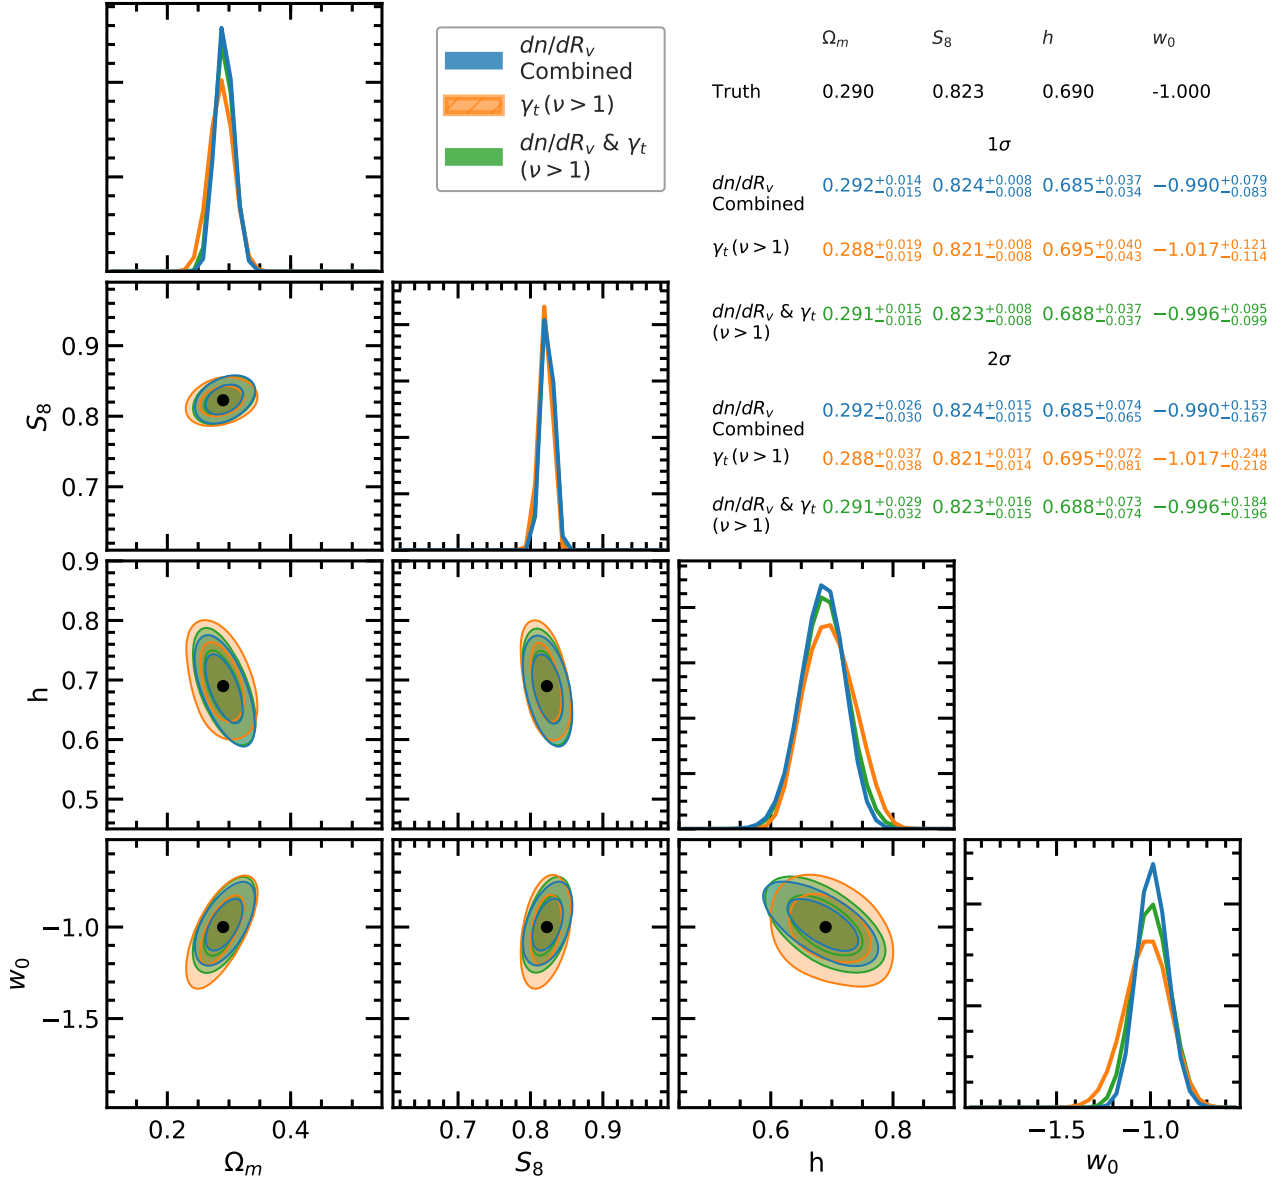 dn/dR_v
Combined
γ_t (ν > 1)
dn/dR_v & γ_t
(ν > 1)
Ω_m S_8 h w_0
Truth 0.290 0.823 0.690 -1.000
1σ
dn/dR_v
Combined 0.292^{+0.014}_{−0.015} 0.824^{+0.008}_{−0.008} 0.685^{+0.037}_{−0.034} −0.990^{+0.079}_{−0.083}
γ_t (ν > 1) 0.288^{+0.019}_{−0.019} 0.821^{+0.008}_{−0.008} 0.695^{+0.040}_{−0.043} −1.017^{+0.121}_{−0.114}
dn/dR_v & γ_t 0.291^{+0.015}_{−0.016} 0.823^{+0.008}_{−0.008} 0.688^{+0.037}_{−0.037} −0.996^{+0.095}_{−0.099}
(ν > 1)
2σ
dn/dR_v
Combined 0.292^{+0.026}_{−0.030} 0.824^{+0.015}_{−0.015} 0.685^{+0.074}_{−0.065} −0.990^{+0.153}_{−0.167}
γ_t (ν > 1) 0.288^{+0.037}_{−0.038} 0.821^{+0.017}_{−0.014} 0.695^{+0.072}_{−0.081} −1.017^{+0.244}_{−0.218}
dn/dR_v & γ_t 0.291^{+0.029}_{−0.032} 0.823^{+0.016}_{−0.015} 0.688^{+0.073}_{−0.074} −0.996^{+0.184}_{−0.196}
(ν > 1)
0.9
0.8
0.7
S_8
0.9
0.8
0.7
0.6
0.5
h
−1.0
−1.5
w_0
0.2 0.4
0.7 0.8 0.9
0.6 0.8
−1.5 −1.0
Ω_m S_8 h w_0